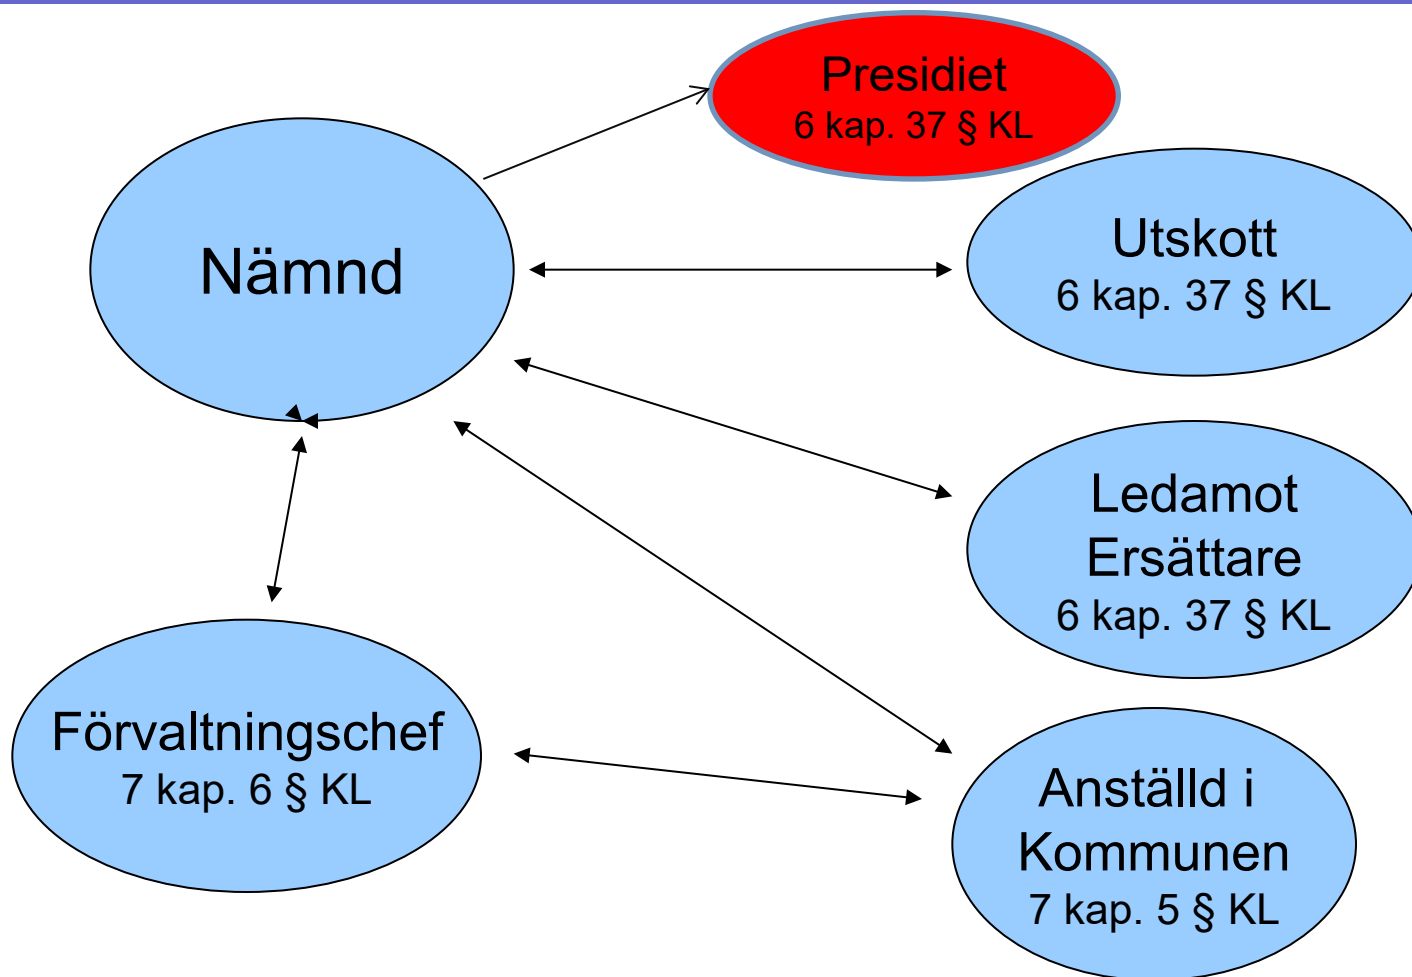 Presidiet
6 kap. 37 § KL
Nämnd
Utskott
6 kap. 37 § KL
Ledamot
Ersättare
6 kap. 37 § KL
Förvaltningschef
7 kap. 6 § KL
Anställd i
Kommunen
7 kap. 5 § KL